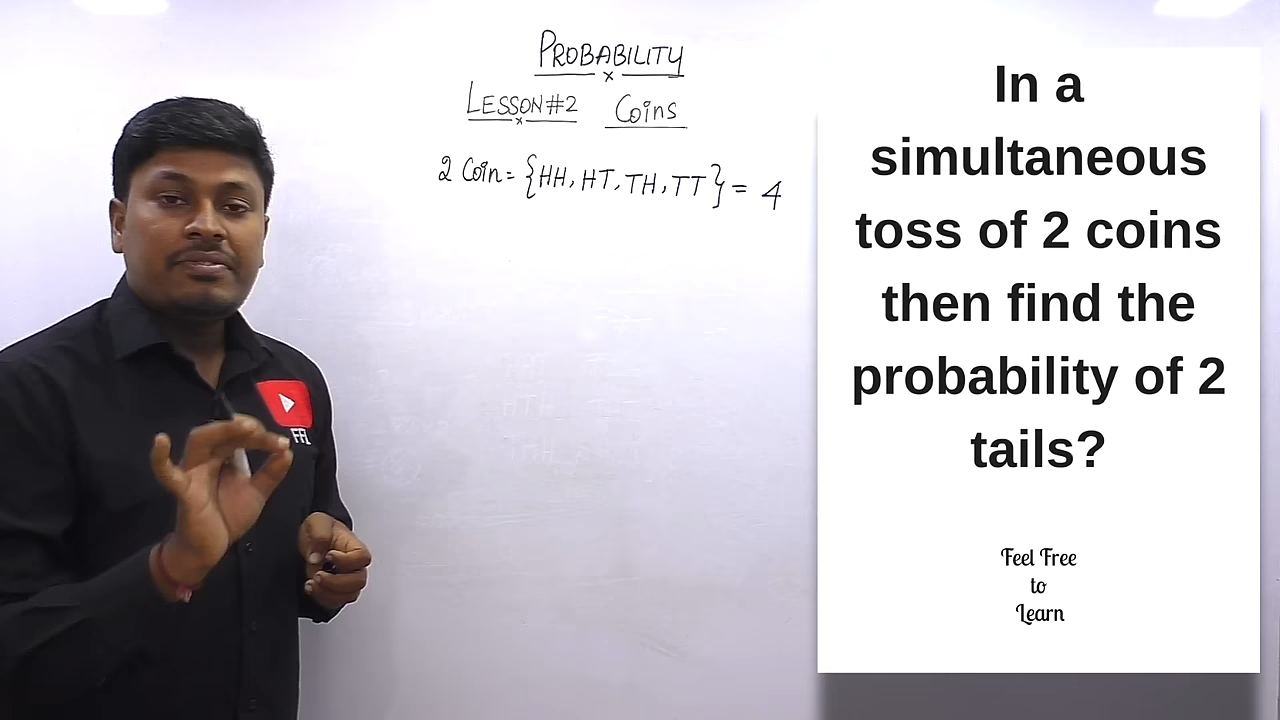 PROBABILITY
LESSON#2 Coins
2 Coin = {HH, HT, TH, TT} = 4
In a
simultaneous
toss of 2 coins
then find the
probability of 2
tails?
Feel Free
to
Learn
FFL
HTH